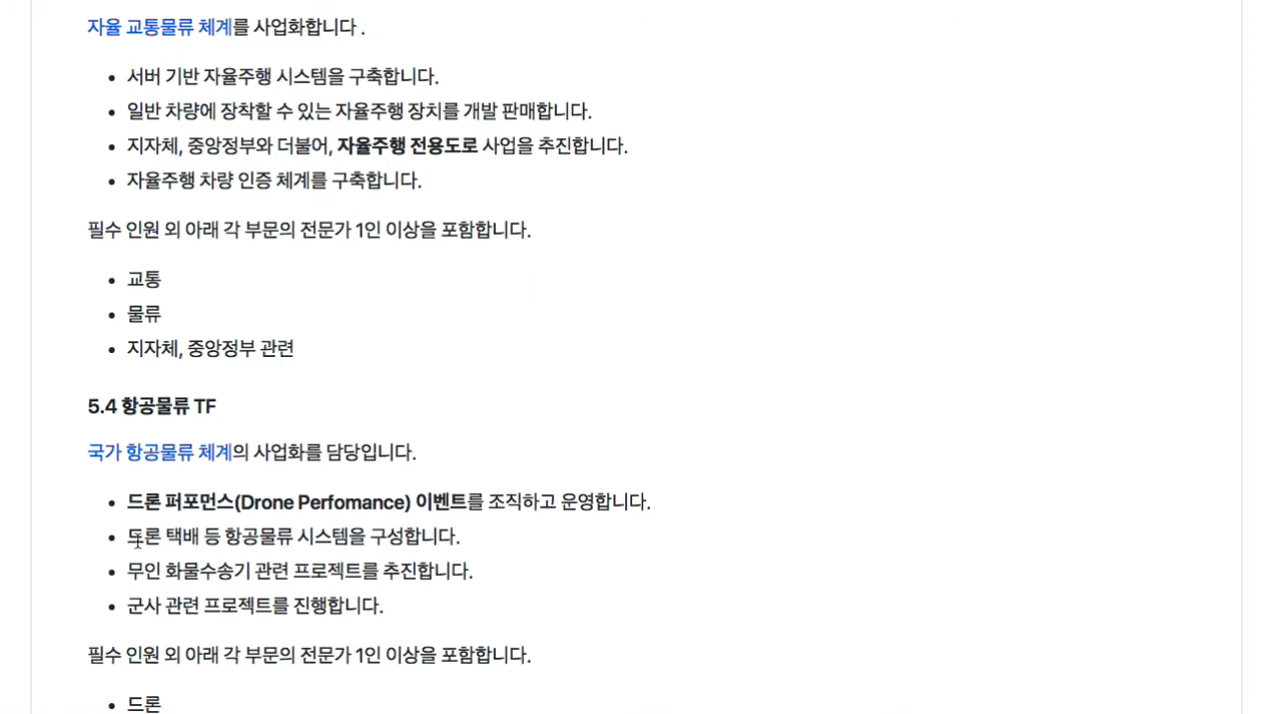 자율 교통물류 체계를 사업화합니다 .
• 서버 기반 자율주행 시스템을 구축합니다.
• 일반 차량에 장착할 수 있는 자율주행 장치를 개발 판매합니다.
• 지자체, 중앙정부와 더불어, 자율주행 전용도로 사업을 추진합니다.
• 자율주행 차량 인증 체계를 구축합니다.
필수 인원 외 아래 각 부문의 전문가 1인 이상을 포함합니다.
• 교통
• 물류
• 지자체, 중앙정부 관련
5.4 항공물류 TF
국가 항공물류 체계의 사업화를 담당입니다.
• 드론 퍼포먼스(Drone Perfomance) 이벤트를 조직하고 운영합니다.
• 드론 택배 등 항공물류 시스템을 구성합니다.
• 무인 화물수송기 관련 프로젝트를 추진합니다.
• 군사 관련 프로젝트를 진행합니다.
필수 인원 외 아래 각 부문의 전문가 1인 이상을 포함합니다.
• 드론